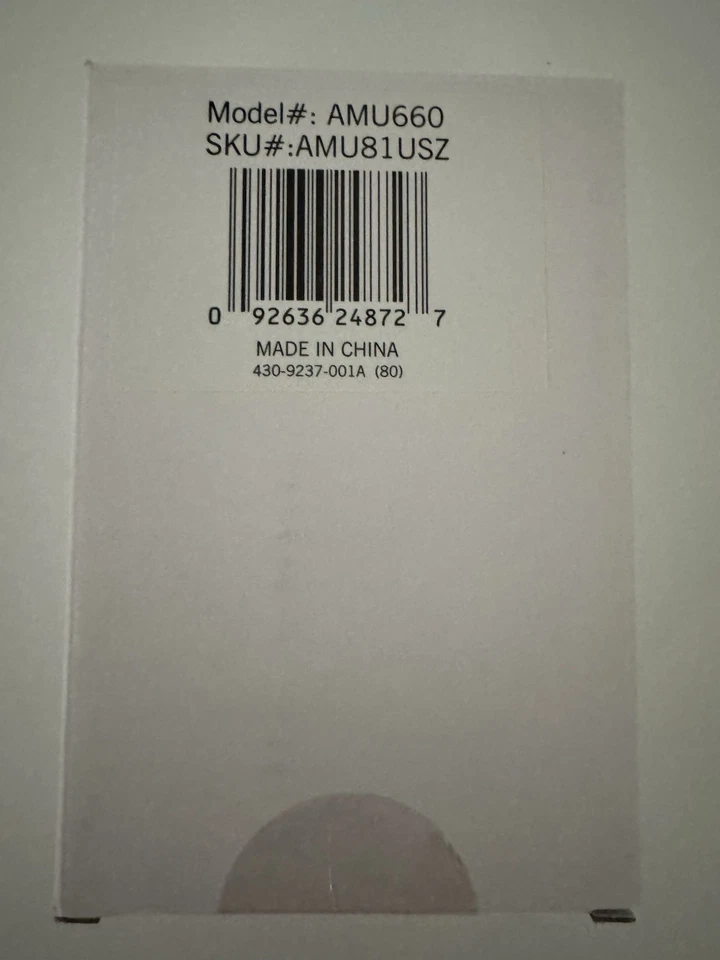 Model#: AMU660
SKU#:AMU81USZ
0 92636 24872 7
MADE IN CHINA
430-9237-001A (80)